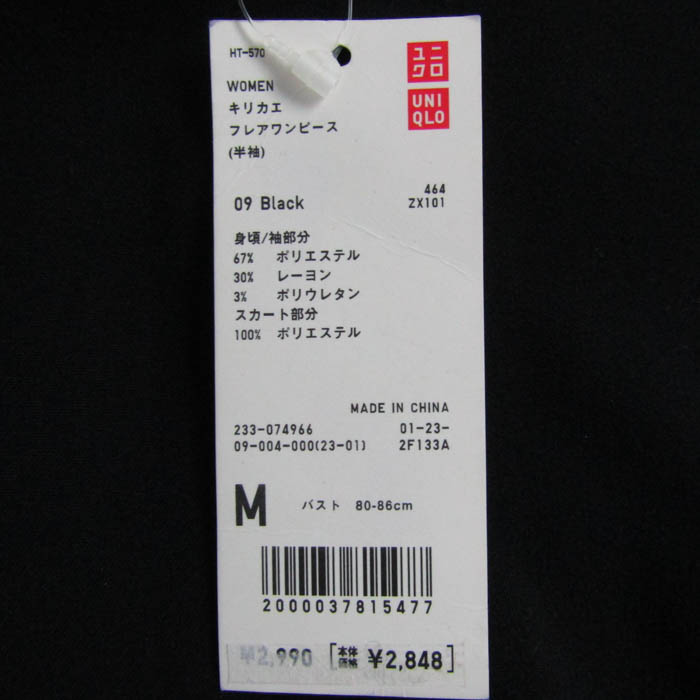 HT-570
ユニ
クロ
UNI
QLO
WOMEN
キリカエ
フレアワンピース
(半袖)
09 Black
464
ZX101
身頃/袖部分
67% ポリエステル
30% レーヨン
3% ポリウレタン
スカート部分
100% ポリエステル
MADE IN CHINA
233-074966 01-23-
09-004-000(23-01) 2F133A
M バスト 80-86cm
2000037815477
¥2,990 [本体価格 ¥2,848]